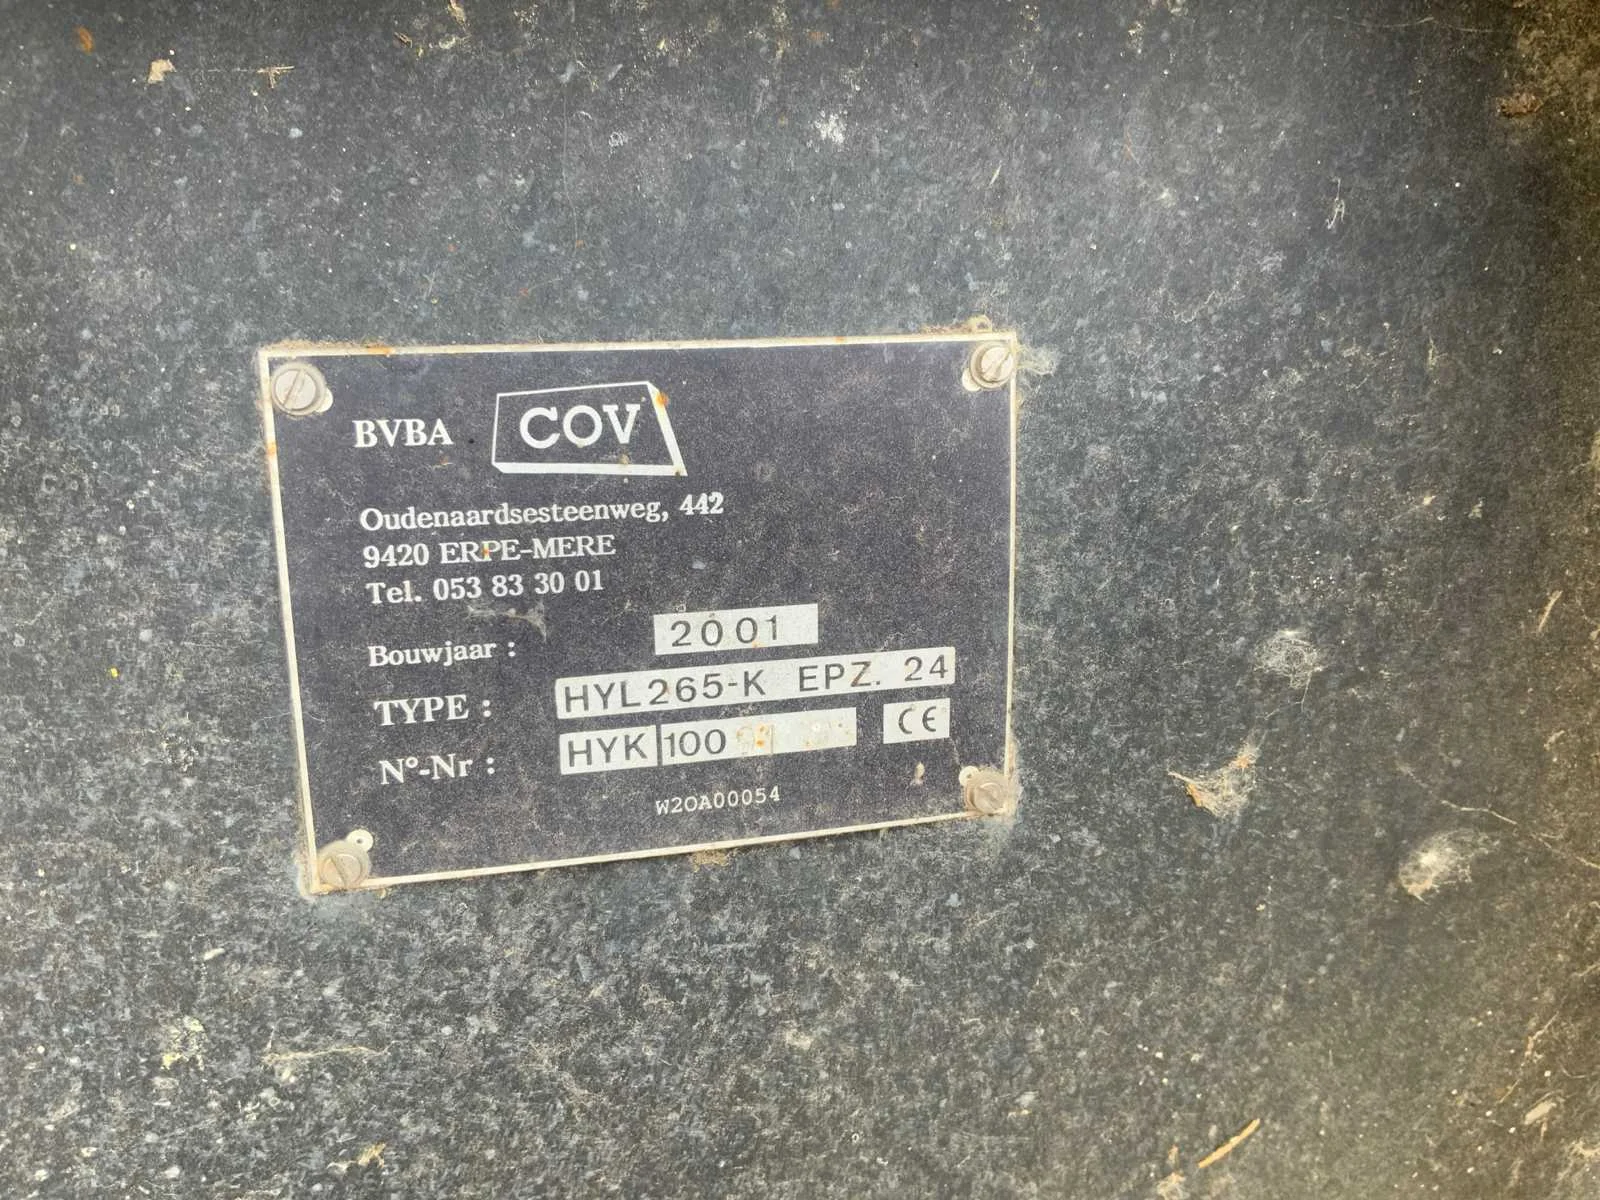 BVBA COV
Oudenaardsesteenweg, 442
9420 ERPE-MERE
Tel. 053 83 30 01
Bouwjaar : 2001
TYPE : HYL265-K EPZ. 24
N°-Nr : HYK 100 CE
W20A00054